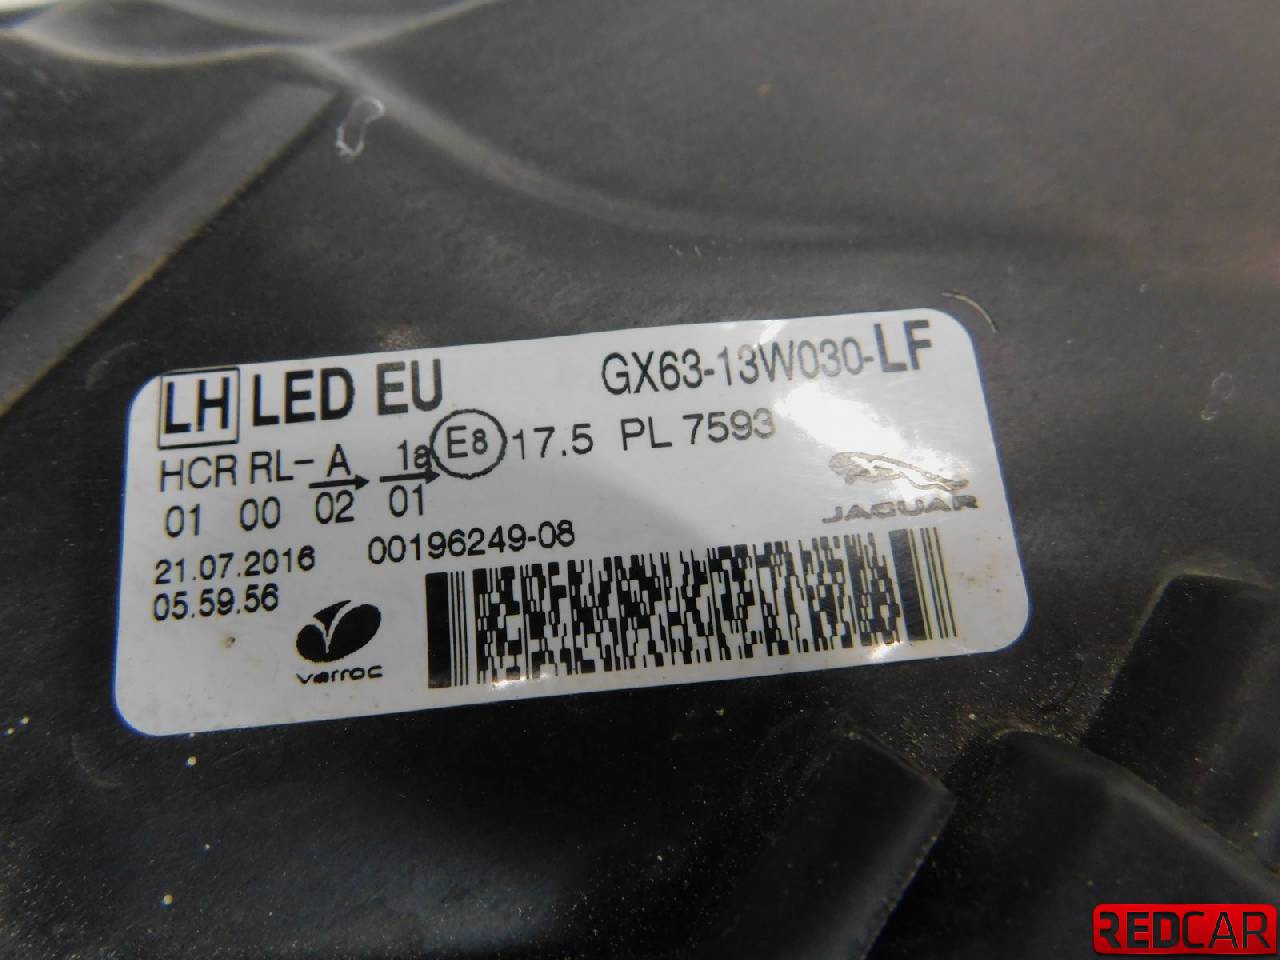 LH LED EU GX63-13W030-LF
HCR RL- A 1a E8 17.5 PL 7593
01 00 02 01
JAGUAR
21.07.2016 00196249-08
05.59.56
varroc
REDCAR